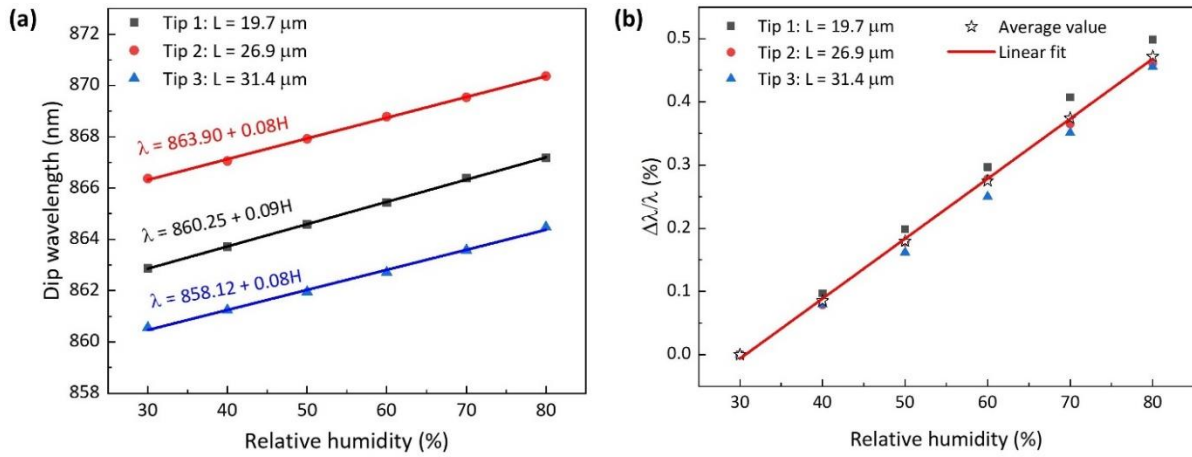 (a)
Tip 1: L = 19.7 μm
Tip 2: L = 26.9 μm
Tip 3: L = 31.4 μm
λ = 863.90 + 0.08H
λ = 860.25 + 0.09H
λ = 858.12 + 0.08H
Dip wavelength (nm)
872
870
868
866
864
862
860
858
30 40 50 60 70 80
Relative humidity (%)
(b)
Tip 1: L = 19.7 μm
Tip 2: L = 26.9 μm
Tip 3: L = 31.4 μm
Average value
Linear fit
Δλ/λ (%)
0.5
0.4
0.3
0.2
0.1
0.0
30 40 50 60 70 80
Relative humidity (%)